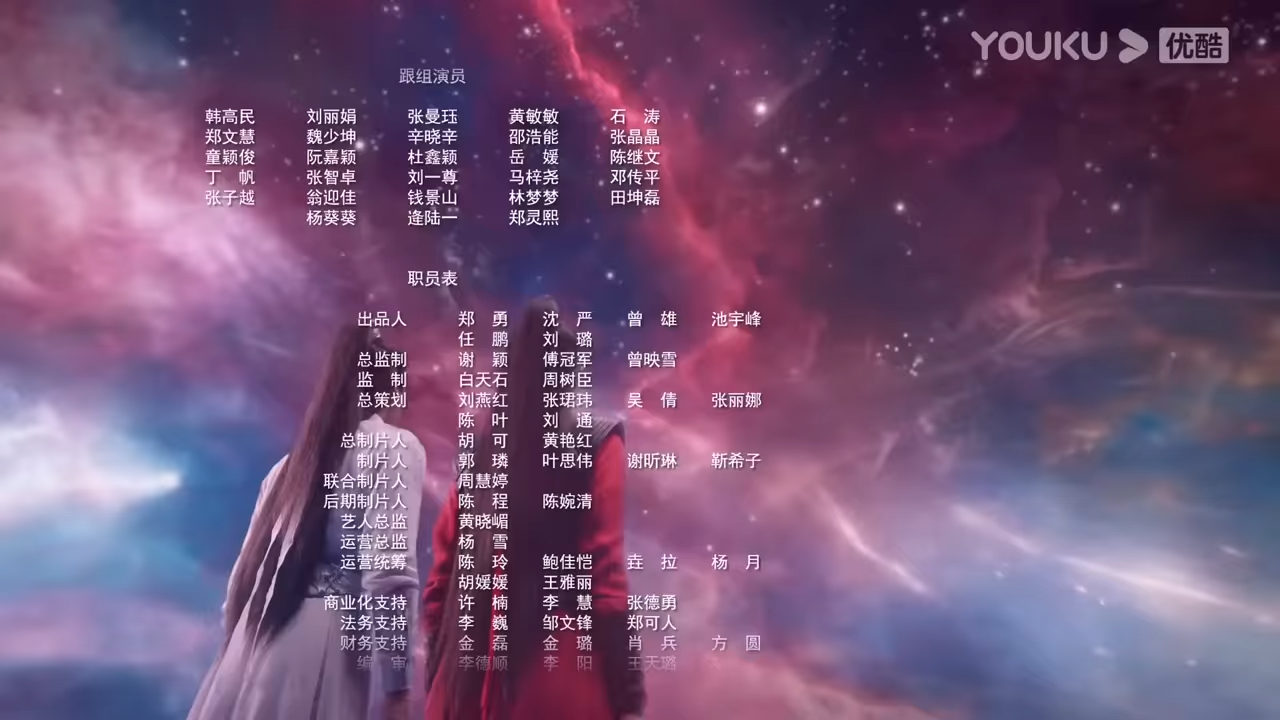 YOUKU 优酷
跟组演员
韩高民 刘丽娟 张曼珏 黄敏敏 石 涛
郑文慧 魏少坤 辛晓辛 邵浩能 张晶晶
童颖俊 阮嘉颖 杜鑫颖 岳 媛 陈继文
丁 帆 张智卓 刘一尊 马梓尧 邓传平
张子越 翁迎佳 钱景山 林梦梦 田坤磊
杨葵葵 逄陆一 郑灵熙
职员表
出品人 郑 勇 沈 严 曾 雄 池宇峰
任 鹏 刘 璐
总监制 谢 颖 傅冠军 曾映雪
监 制 白天石 周树臣
总策划 刘燕红 张珺玮 吴 倩 张丽娜
陈 叶 刘 通
总制片人 胡 可 黄艳红
制片人 郭 璘 叶思伟 谢昕琳 靳希子
联合制片人 周慧婷
后期制片人 陈 程 陈婉清
艺人总监 黄晓嵋
运营总监 杨 雪
运营统筹 陈 玲 鲍佳恺 垚 拉 杨 月
胡媛媛 王雅丽
商业化支持 许 楠 李 慧 张德勇
法务支持 李 巍 邹文锋 郑可人
财务支持 金 磊 金 璐 肖 兵 方 圆
编 审 李德顺 李 阳 王天璐